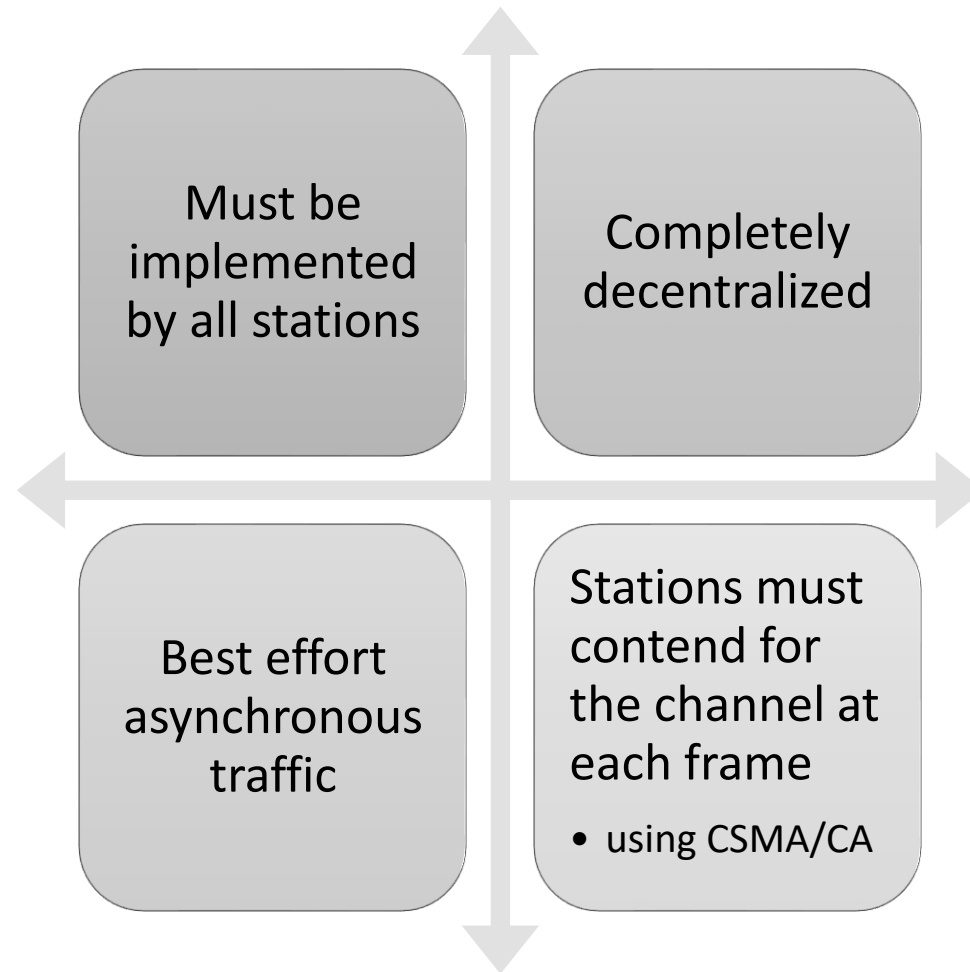 Must be
implemented
by all stations
Completely
decentralized
Best effort
asynchronous
traffic
Stations must
contend for
the channel at
each frame
• using CSMA/CA